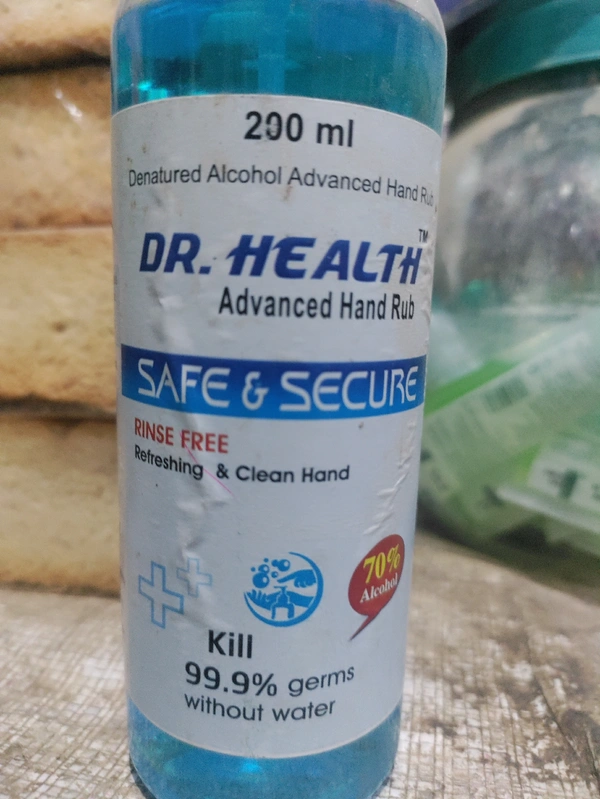 200 ml
Denatured Alcohol Advanced Hand Rub
DR. HEALTH™
Advanced Hand Rub
SAFE & SECURE
RINSE FREE
Refreshing & Clean Hand
70%
Alcohol
Kill
99.9% germs
without water